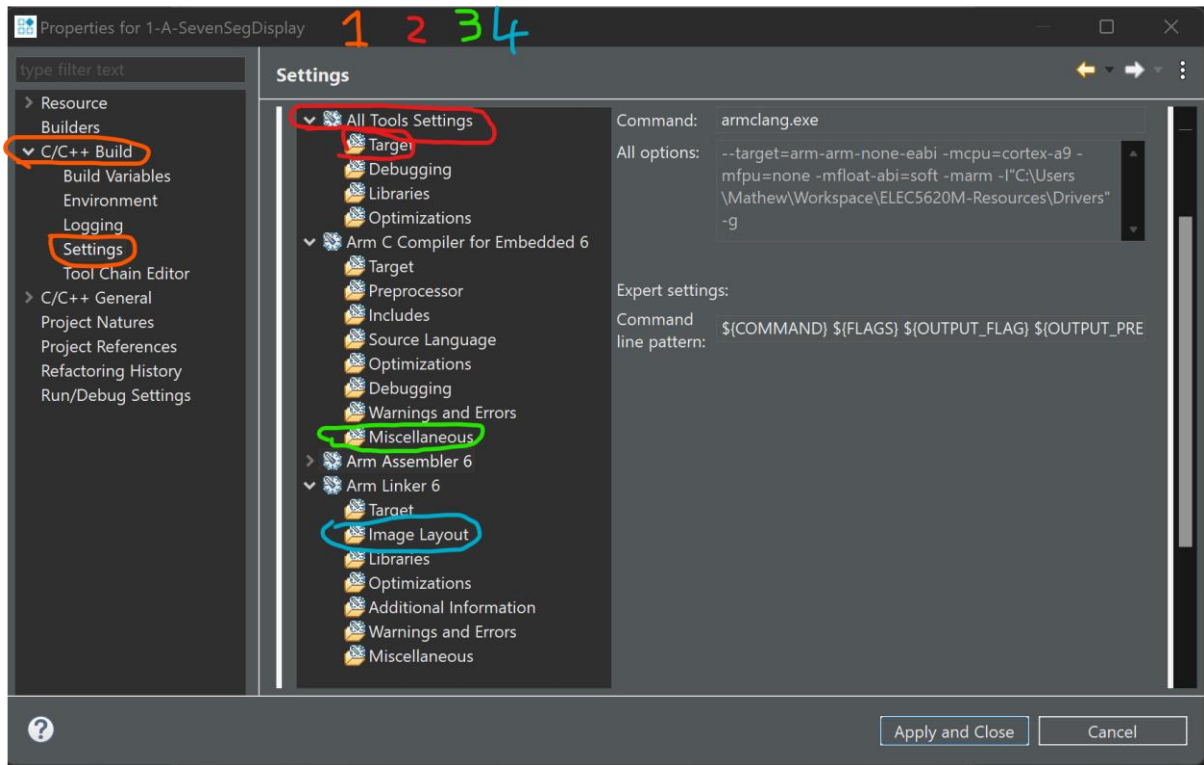 Properties for 1-A-SevenSegDisplay
1 2 3 4
type filter text
Resource
Builders
C/C++ Build
Build Variables
Environment
Logging
Settings
Tool Chain Editor
C/C++ General
Project Natures
Project References
Refactoring History
Run/Debug Settings
Settings
All Tools Settings
Target
Debugging
Libraries
Optimizations
Arm C Compiler for Embedded 6
Target
Preprocessor
Includes
Source Language
Optimizations
Debugging
Warnings and Errors
Miscellaneous
Arm Assembler 6
Arm Linker 6
Target
Image Layout
Libraries
Optimizations
Additional Information
Warnings and Errors
Miscellaneous
Command: armclang.exe
All options: --target=arm-arm-none-eabi -mcpu=cortex-a9 -
mfpu=none -mfloat-abi=soft -marm -I"C:\Users
\Mathew\Workspace\ELEC5620M-Resources\Drivers"
-g
Expert settings:
Command
line pattern: ${COMMAND} ${FLAGS} ${OUTPUT_FLAG} ${OUTPUT_PRE
?
Apply and Close
Cancel